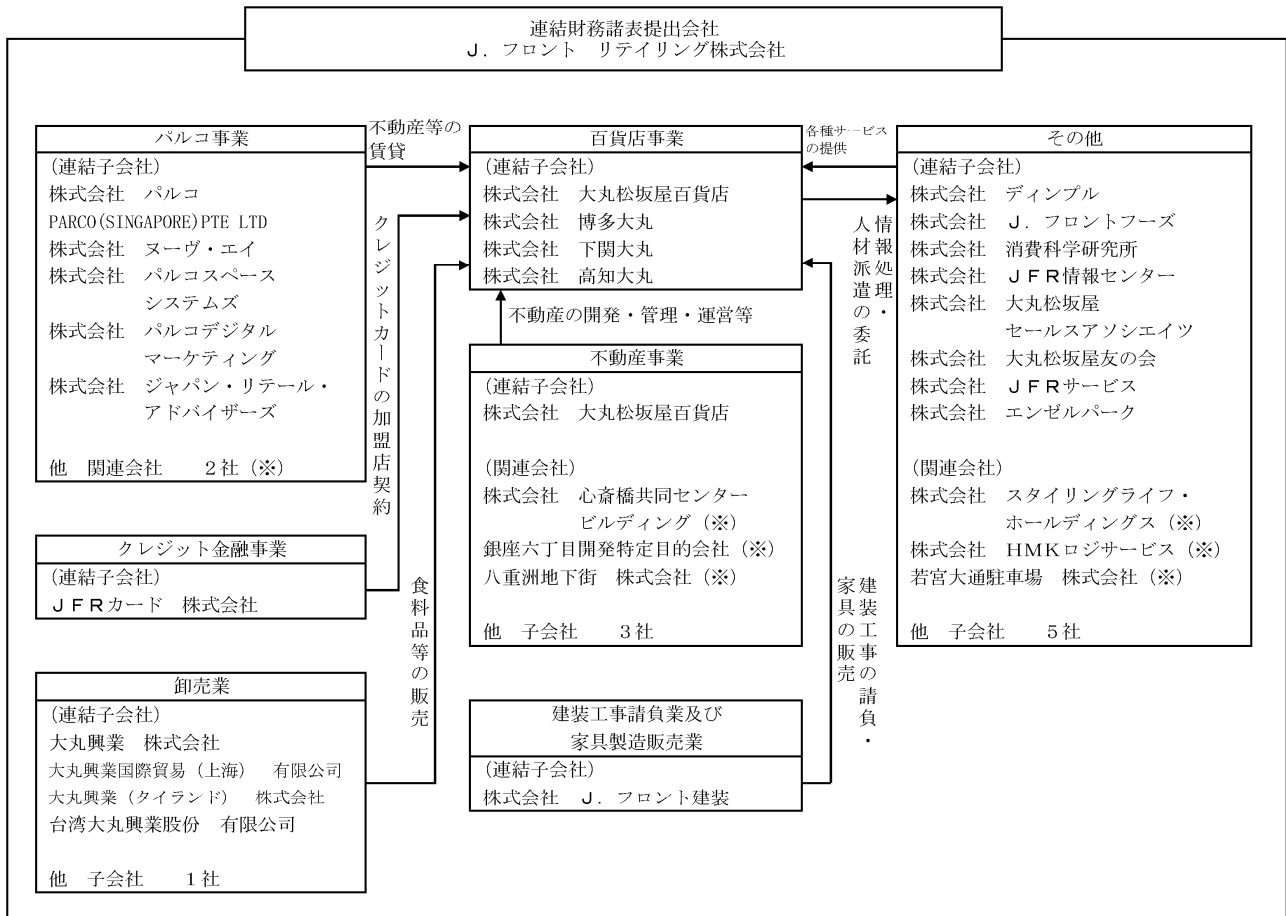 連結財務諸表提出会社
Ｊ．フロント　リテイリング株式会社
パルコ事業
(連結子会社)
株式会社　パルコ
PARCO(SINGAPORE)PTE LTD
株式会社　ヌーヴ・エイ
株式会社　パルコスペース
システムズ
株式会社　パルコデジタル
マーケティング
株式会社　ジャパン・リテール・
アドバイザーズ
他　関連会社　　２社（※）
クレジット金融事業
(連結子会社)
ＪＦＲカード　株式会社
卸売業
(連結子会社)
大丸興業　株式会社
大丸興業国際貿易（上海）　有限公司
大丸興業（タイランド）　株式会社
台湾大丸興業股份　有限公司
他　子会社　　１社
不動産等の
賃貸
クレジットカードの加盟店契約
食料品等の販売
百貨店事業
(連結子会社)
株式会社　大丸松坂屋百貨店
株式会社　博多大丸
株式会社　下関大丸
株式会社　高知大丸
不動産の開発・管理・運営等
不動産事業
(連結子会社)
株式会社　大丸松坂屋百貨店
(関連会社)
株式会社　心斎橋共同センター
ビルディング（※）
銀座六丁目開発特定目的会社（※）
八重洲地下街　株式会社（※）
他　子会社　　３社
建装工事請負業及び
家具製造販売業
(連結子会社)
株式会社　Ｊ．フロント建装
各種サービス
の提供
情報処理・
人材派遣の委託
建装工事の請負・
家具の販売
その他
(連結子会社)
株式会社　ディンプル
株式会社　Ｊ．フロントフーズ
株式会社　消費科学研究所
株式会社　ＪＦＲ情報センター
株式会社　大丸松坂屋
セールスアソシエイツ
株式会社　大丸松坂屋友の会
株式会社　ＪＦＲサービス
株式会社　エンゼルパーク
(関連会社)
株式会社　スタイリングライフ・
ホールディングス（※）
株式会社　ＨＭＫロジサービス（※）
若宮大通駐車場　株式会社（※）
他　子会社　　５社